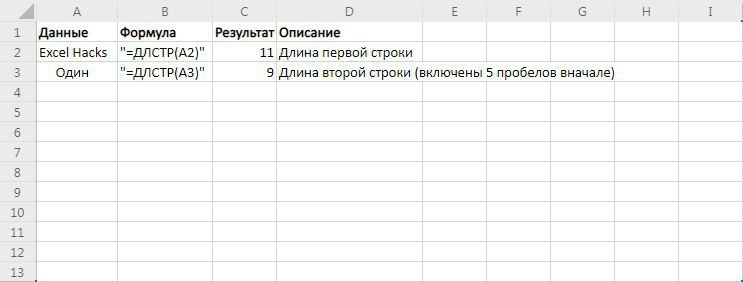 A B C D E F G H I
1 Данные Формула Результат Описание
2 Excel Hacks "=ДЛСТР(A2)" 11 Длина первой строки
3 Один "=ДЛСТР(A3)" 9 Длина второй строки (включены 5 пробелов вначале)
4
5
6
7
8
9
10
11
12
13